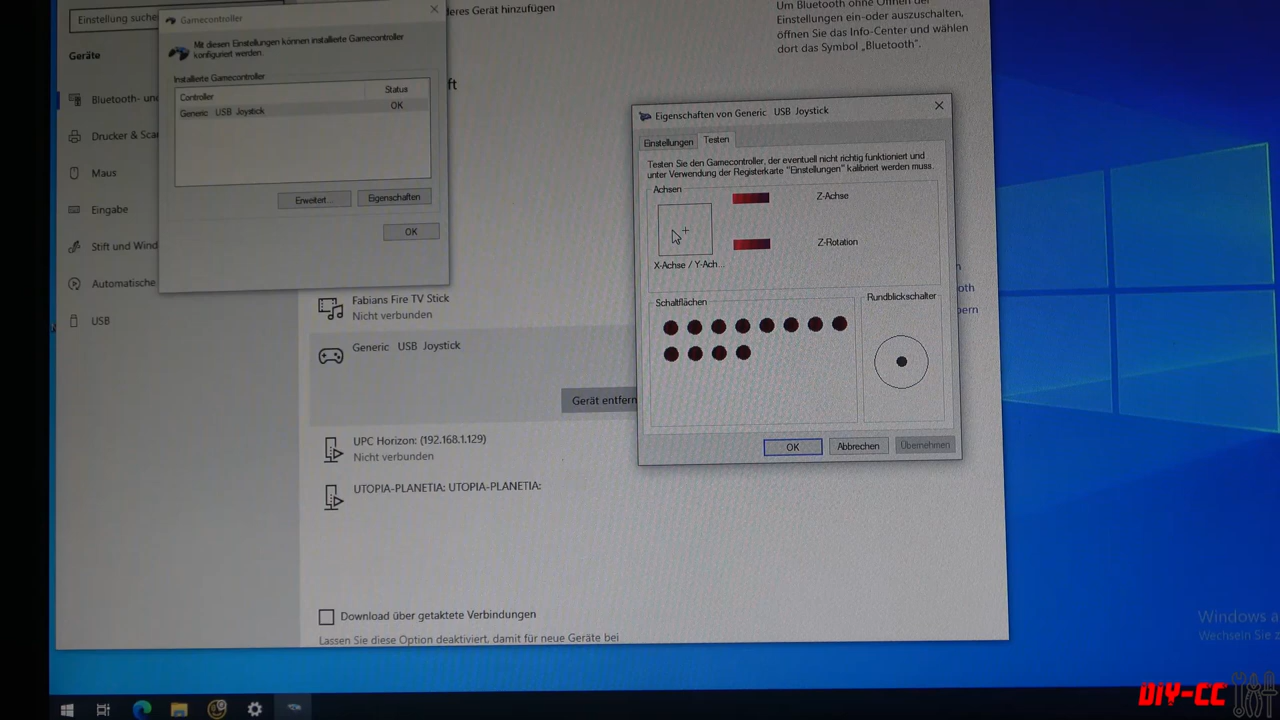 Einstellung suche
Geräte
Bluetooth- un
Drucker & Sca
Maus
Eingabe
Stift und Wind
Automatische
USB
Gamecontroller
Mit diesen Einstellungen können installierte Gamecontroller
konfiguriert werden.
Installierte Gamecontroller
Controller
Status
Generic USB Joystick
OK
Erweitert...
Eigenschaften
OK
deres Gerät hinzufügen
ft
Um Bluetooth ohne Öffnen der
Einstellungen ein-oder auszuschalten,
öffnen Sie das Info-Center und wählen
dort das Symbol „Bluetooth".
Fabians Fire TV Stick
Nicht verbunden
Generic USB Joystick
Gerät entfern
UPC Horizon: (192.168.1.129)
Nicht verbunden
UTOPIA-PLANETIA: UTOPIA-PLANETIA:
Download über getaktete Verbindungen
Lassen Sie diese Option deaktiviert, damit für neue Geräte bei
Eigenschaften von Generic USB Joystick
Einstellungen
Testen
Testen Sie den Gamecontroller, der eventuell nicht richtig funktioniert und
unter Verwendung der Registerkarte "Einstellungen" kalibriert werden muss.
Achsen
Z-Achse
Z-Rotation
X-Achse / Y-Ach...
Schaltflächen
Rundblickschalter
OK
Abbrechen
Übernehmen
n
ooth
bern
Windows a
Wechseln Sie z
DiY-CC